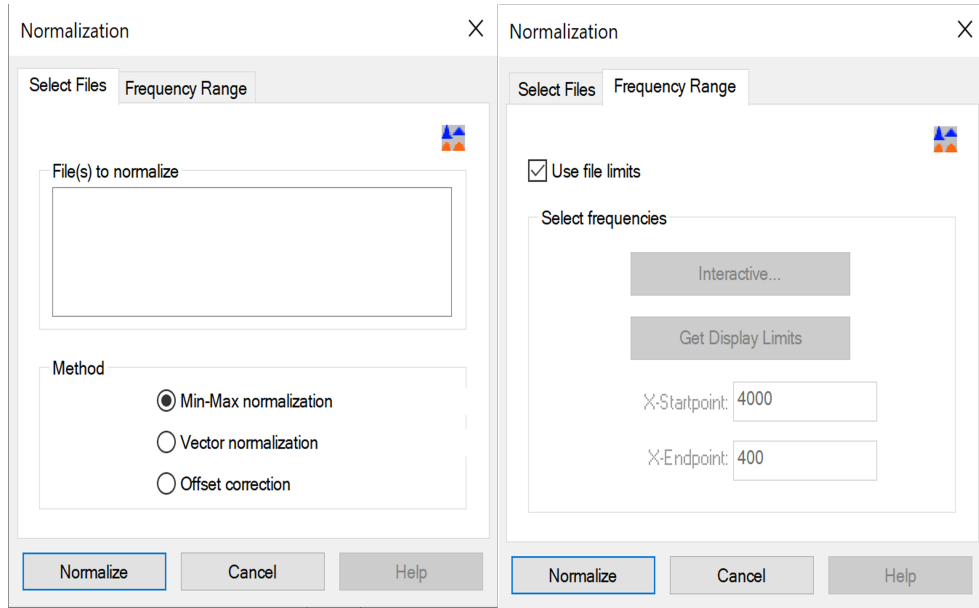 Normalization
Select Files
Frequency Range
File(s) to normalize
Method
Min-Max normalization
Vector normalization
Offset correction
Normalize
Cancel
Help
Normalization
Select Files
Frequency Range
Use file limits
Select frequencies
Interactive...
Get Display Limits
X-Startpoint: 4000
X-Endpoint: 400
Normalize
Cancel
Help